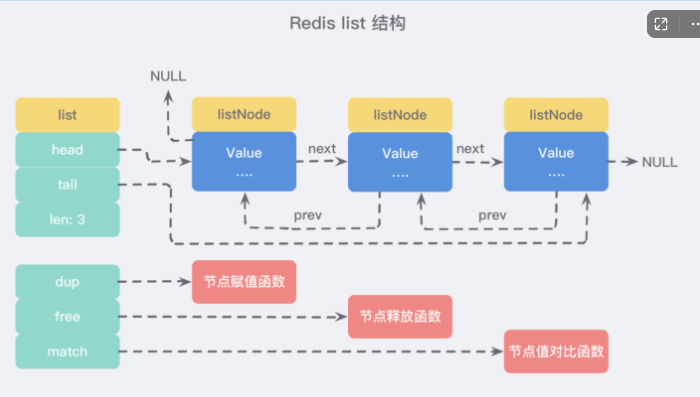 Redis list 结构
NULL
list
listNode
listNode
listNode
head
Value
....
next
Value
....
next
Value
....
NULL
tail
len: 3
prev
prev
dup
节点赋值函数
free
节点释放函数
match
节点值对比函数